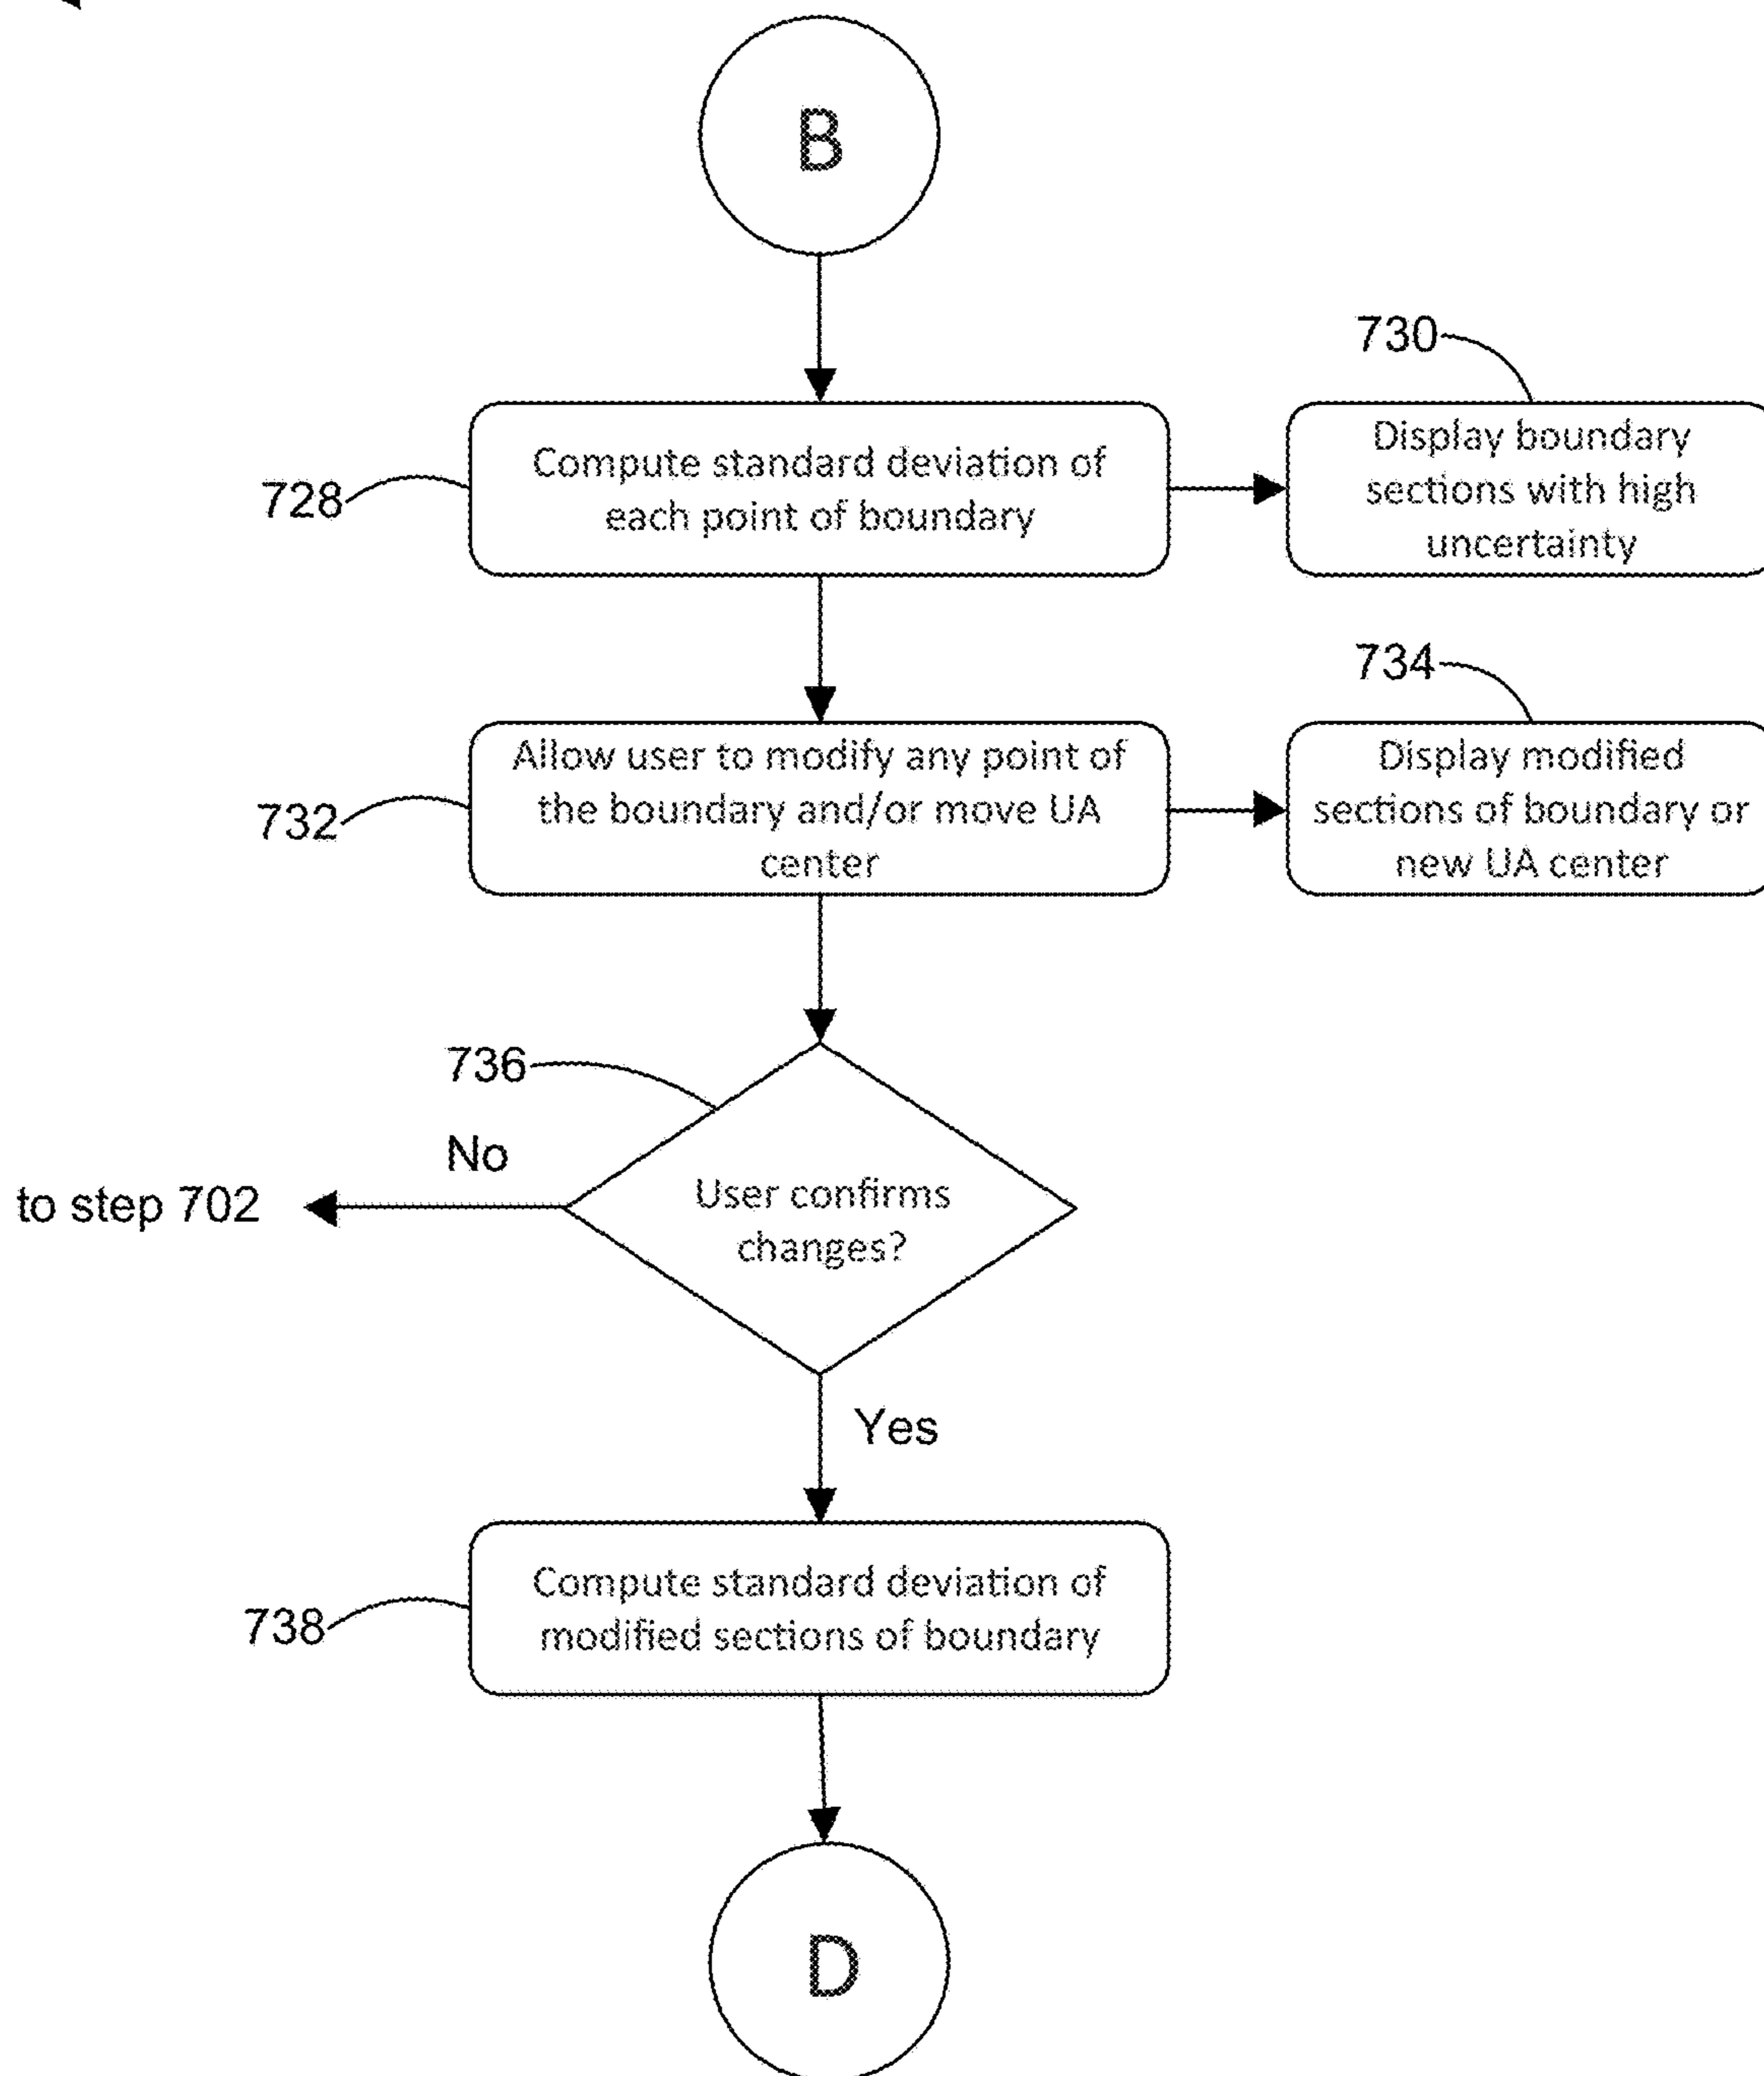 B
730
Compute standard deviation of
each point of boundary
728
Display boundary
sections with high
uncertainty
734
Allow user to modify any point of
the boundary and/or move UA
center
732
Display modified
sections of boundary or
new UA center
736
No
to step 702
User confirms
changes?
Yes
Compute standard deviation of
modified sections of boundary
738
D